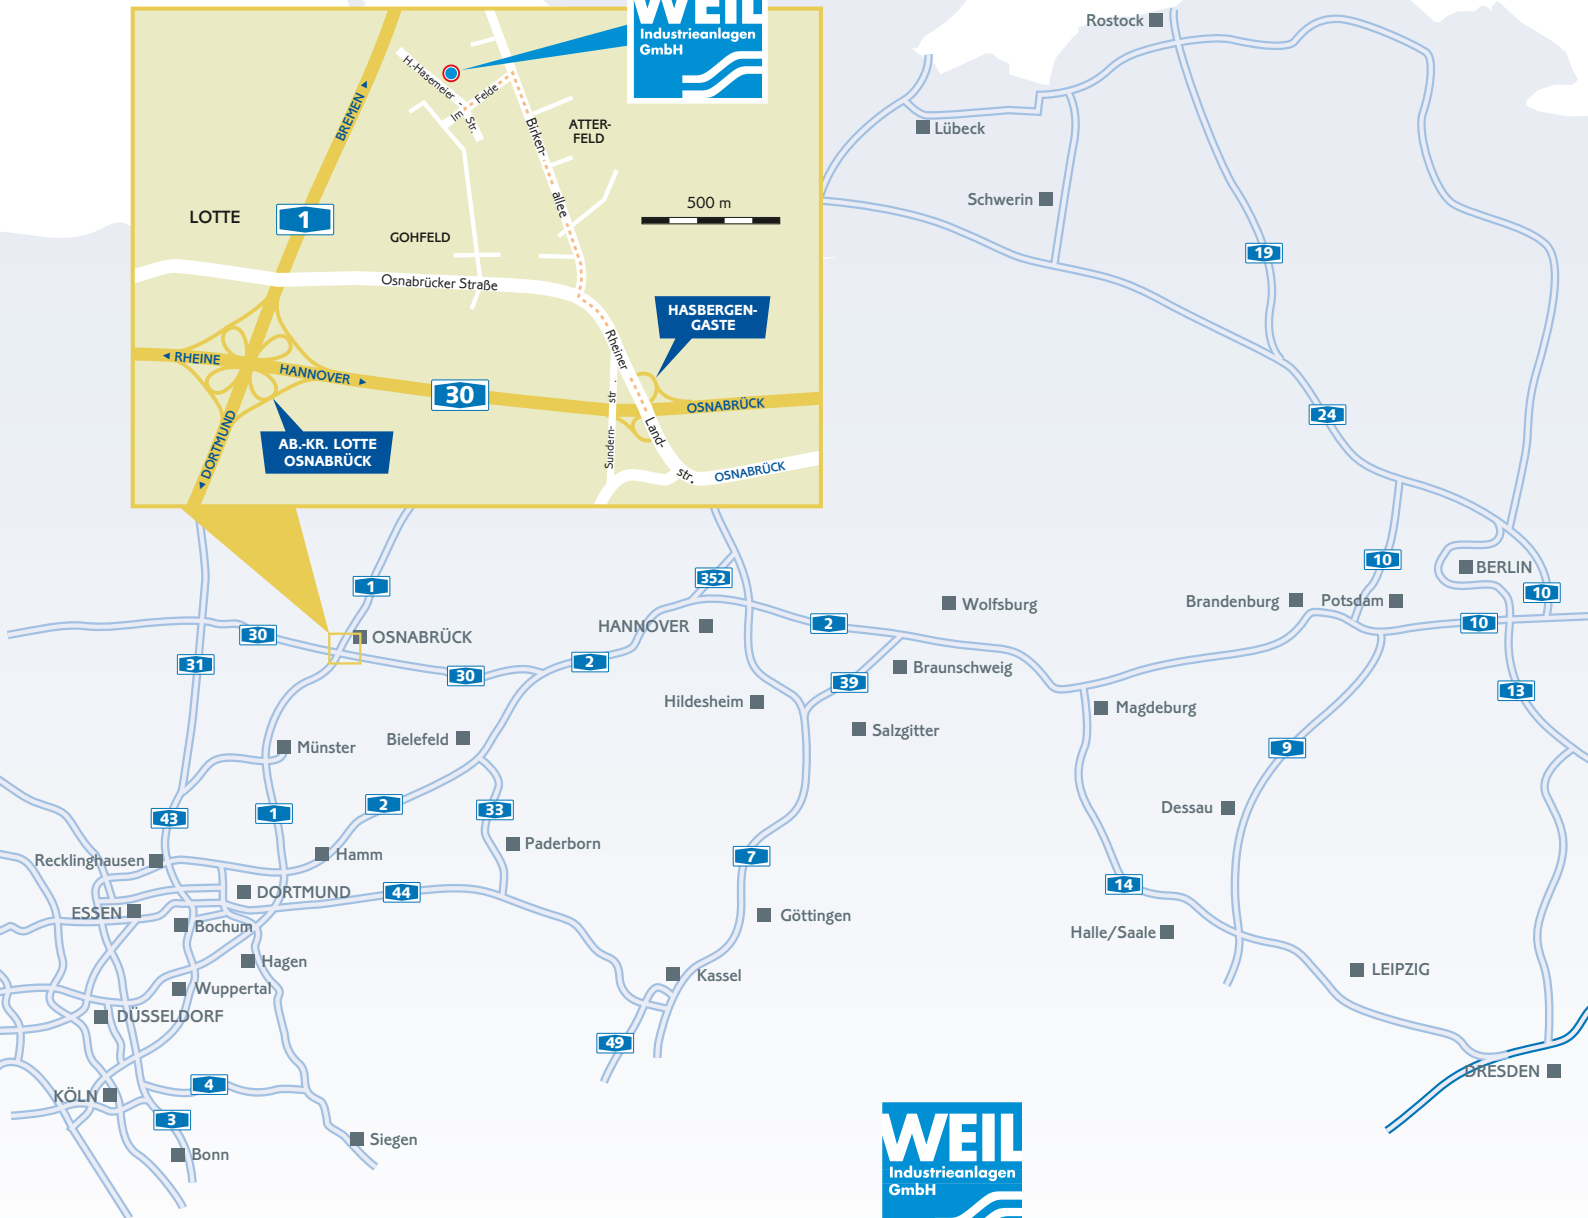 WEIL
Industrieanlagen
GmbH
Rostock
BREMEN
H.-Hasemeier -
Str.
Im
Felde
Birken-
allee
ATTER-
FELD
Lübeck
Schwerin
500 m
LOTTE
1
GOHFELD
19
Osnabrücker Straße
HASBERGEN-
GASTE
RHEINE
HANNOVER
30
Rheiner
Land-
str.
Sundern-
str.
OSNABRÜCK
DORTMUND
AB.-KR. LOTTE
OSNABRÜCK
OSNABRÜCK
24
10
BERLIN
10
352
1
Wolfsburg
Brandenburg
Potsdam
10
HANNOVER
2
30
OSNABRÜCK
31
30
2
39
Braunschweig
13
Hildesheim
Magdeburg
Salzgitter
Münster
Bielefeld
9
43
1
2
33
Dessau
Paderborn
Recklinghausen
Hamm
7
14
DORTMUND
44
ESSEN
Bochum
Göttingen
Halle/Saale
Hagen
LEIPZIG
Kassel
Wuppertal
DÜSSELDORF
49
DRESDEN
4
KÖLN
3
Siegen
Bonn
WEIL
Industrieanlagen
GmbH